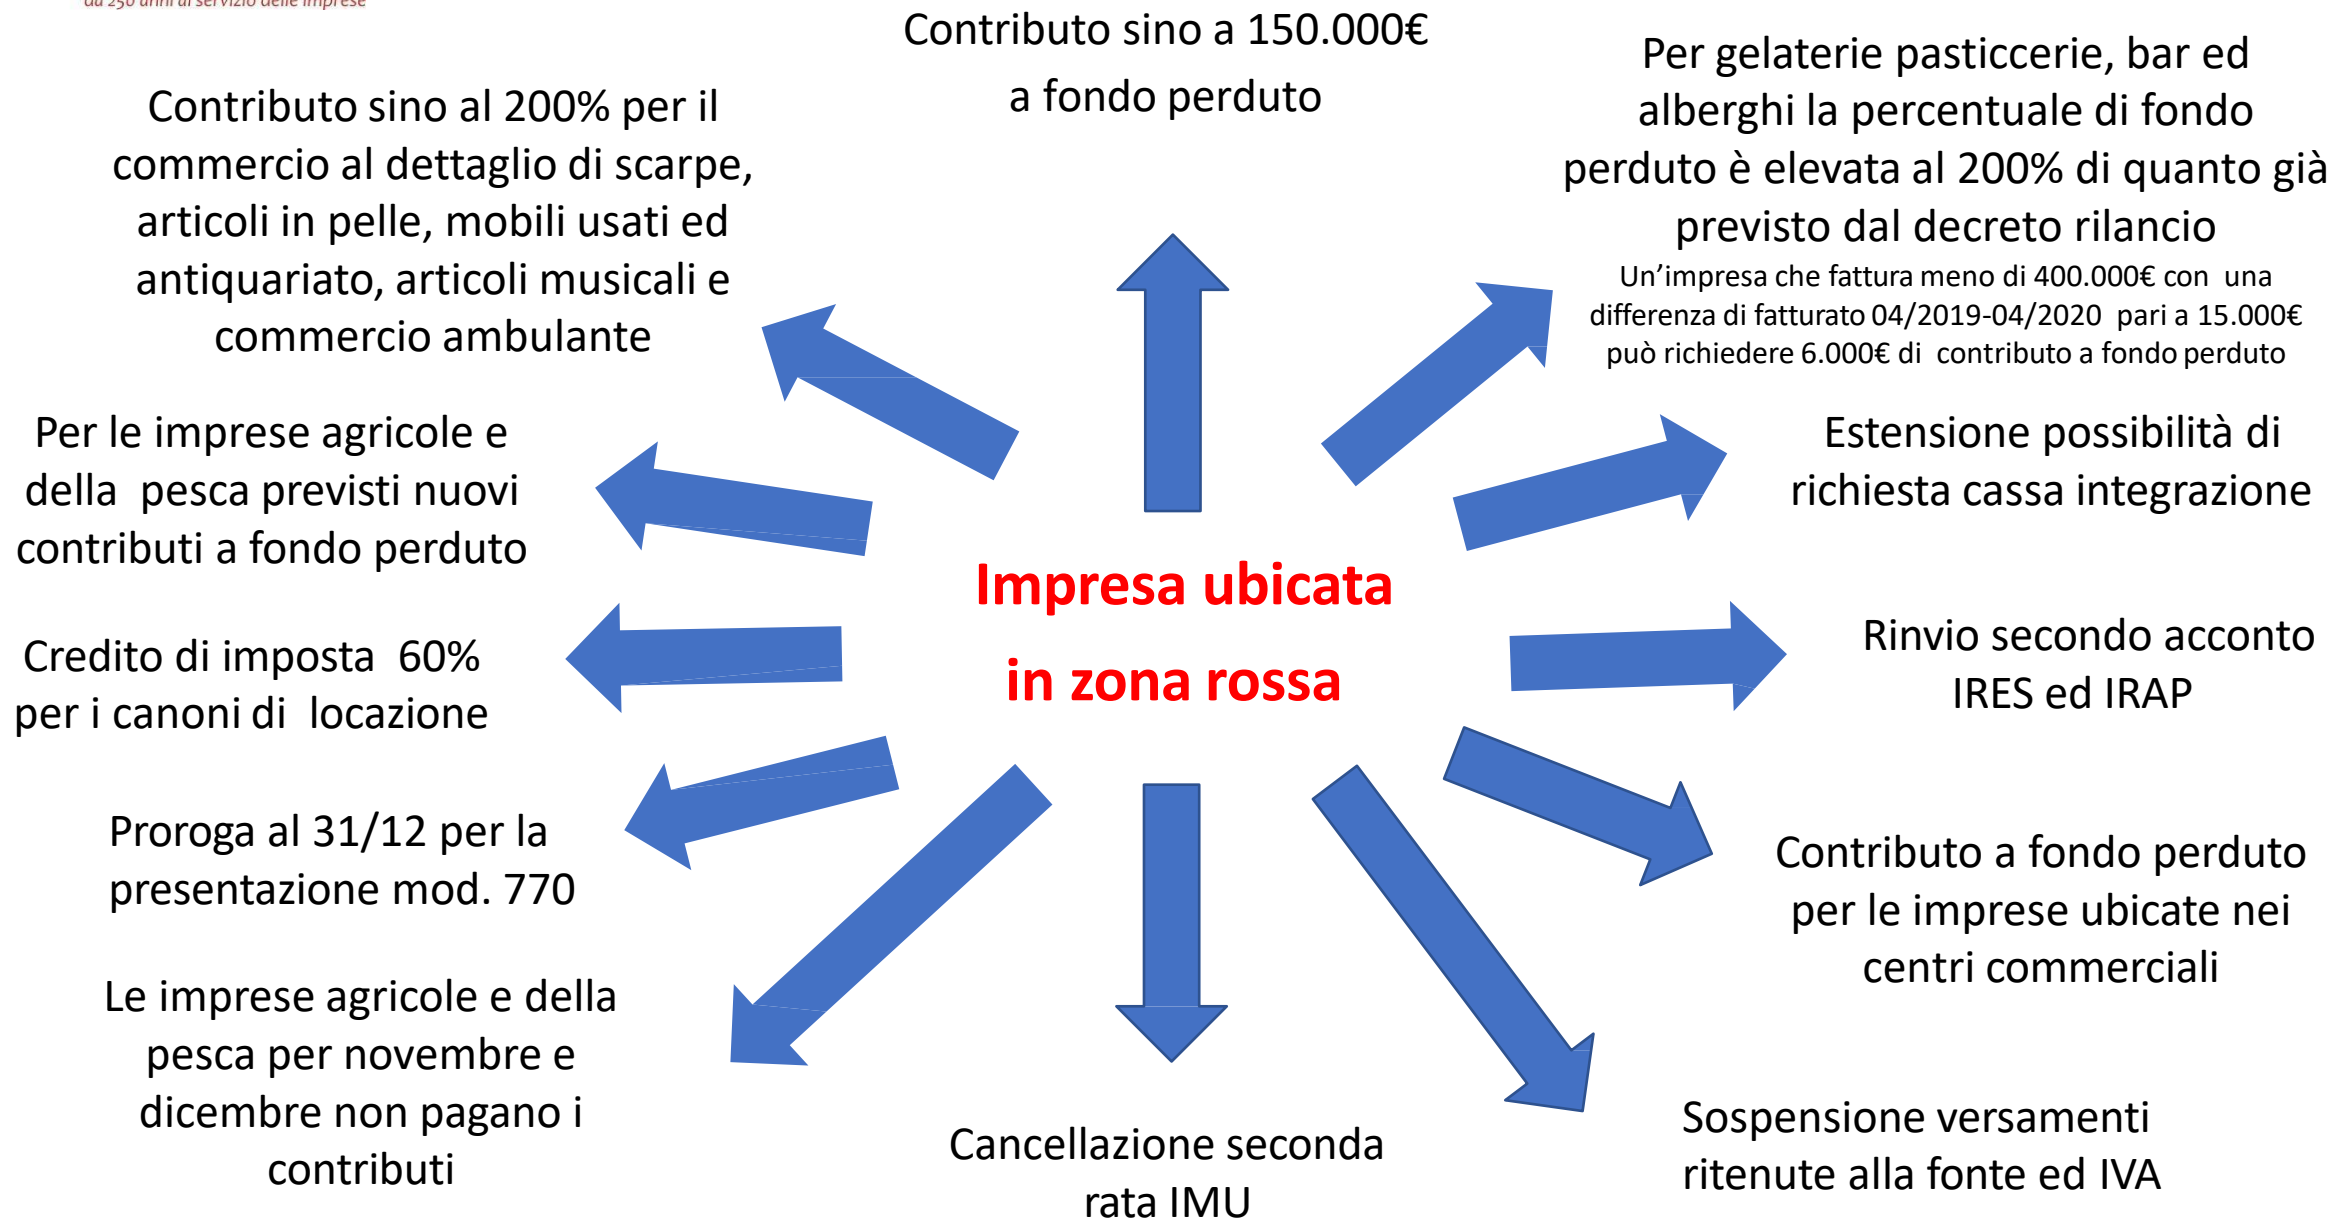 da 250 anni al servizio delle imprese
Contributo sino a 150.000€
a fondo perduto
Per gelaterie pasticcerie, bar ed
alberghi la percentuale di fondo
perduto è elevata al 200% di quanto già
previsto dal decreto rilancio
Un’impresa che fattura meno di 400.000€ con una
differenza di fatturato 04/2019-04/2020 pari a 15.000€
può richiedere 6.000€ di contributo a fondo perduto
Contributo sino al 200% per il
commercio al dettaglio di scarpe,
articoli in pelle, mobili usati ed
antiquariato, articoli musicali e
commercio ambulante
Per le imprese agricole e
della pesca previsti nuovi
contributi a fondo perduto
Estensione possibilità di
richiesta cassa integrazione
Impresa ubicata
in zona rossa
Credito di imposta 60%
per i canoni di locazione
Rinvio secondo acconto
IRES ed IRAP
Proroga al 31/12 per la
presentazione mod. 770
Contributo a fondo perduto
per le imprese ubicate nei
centri commerciali
Le imprese agricole e della
pesca per novembre e
dicembre non pagano i
contributi
Cancellazione seconda
rata IMU
Sospensione versamenti
ritenute alla fonte ed IVA